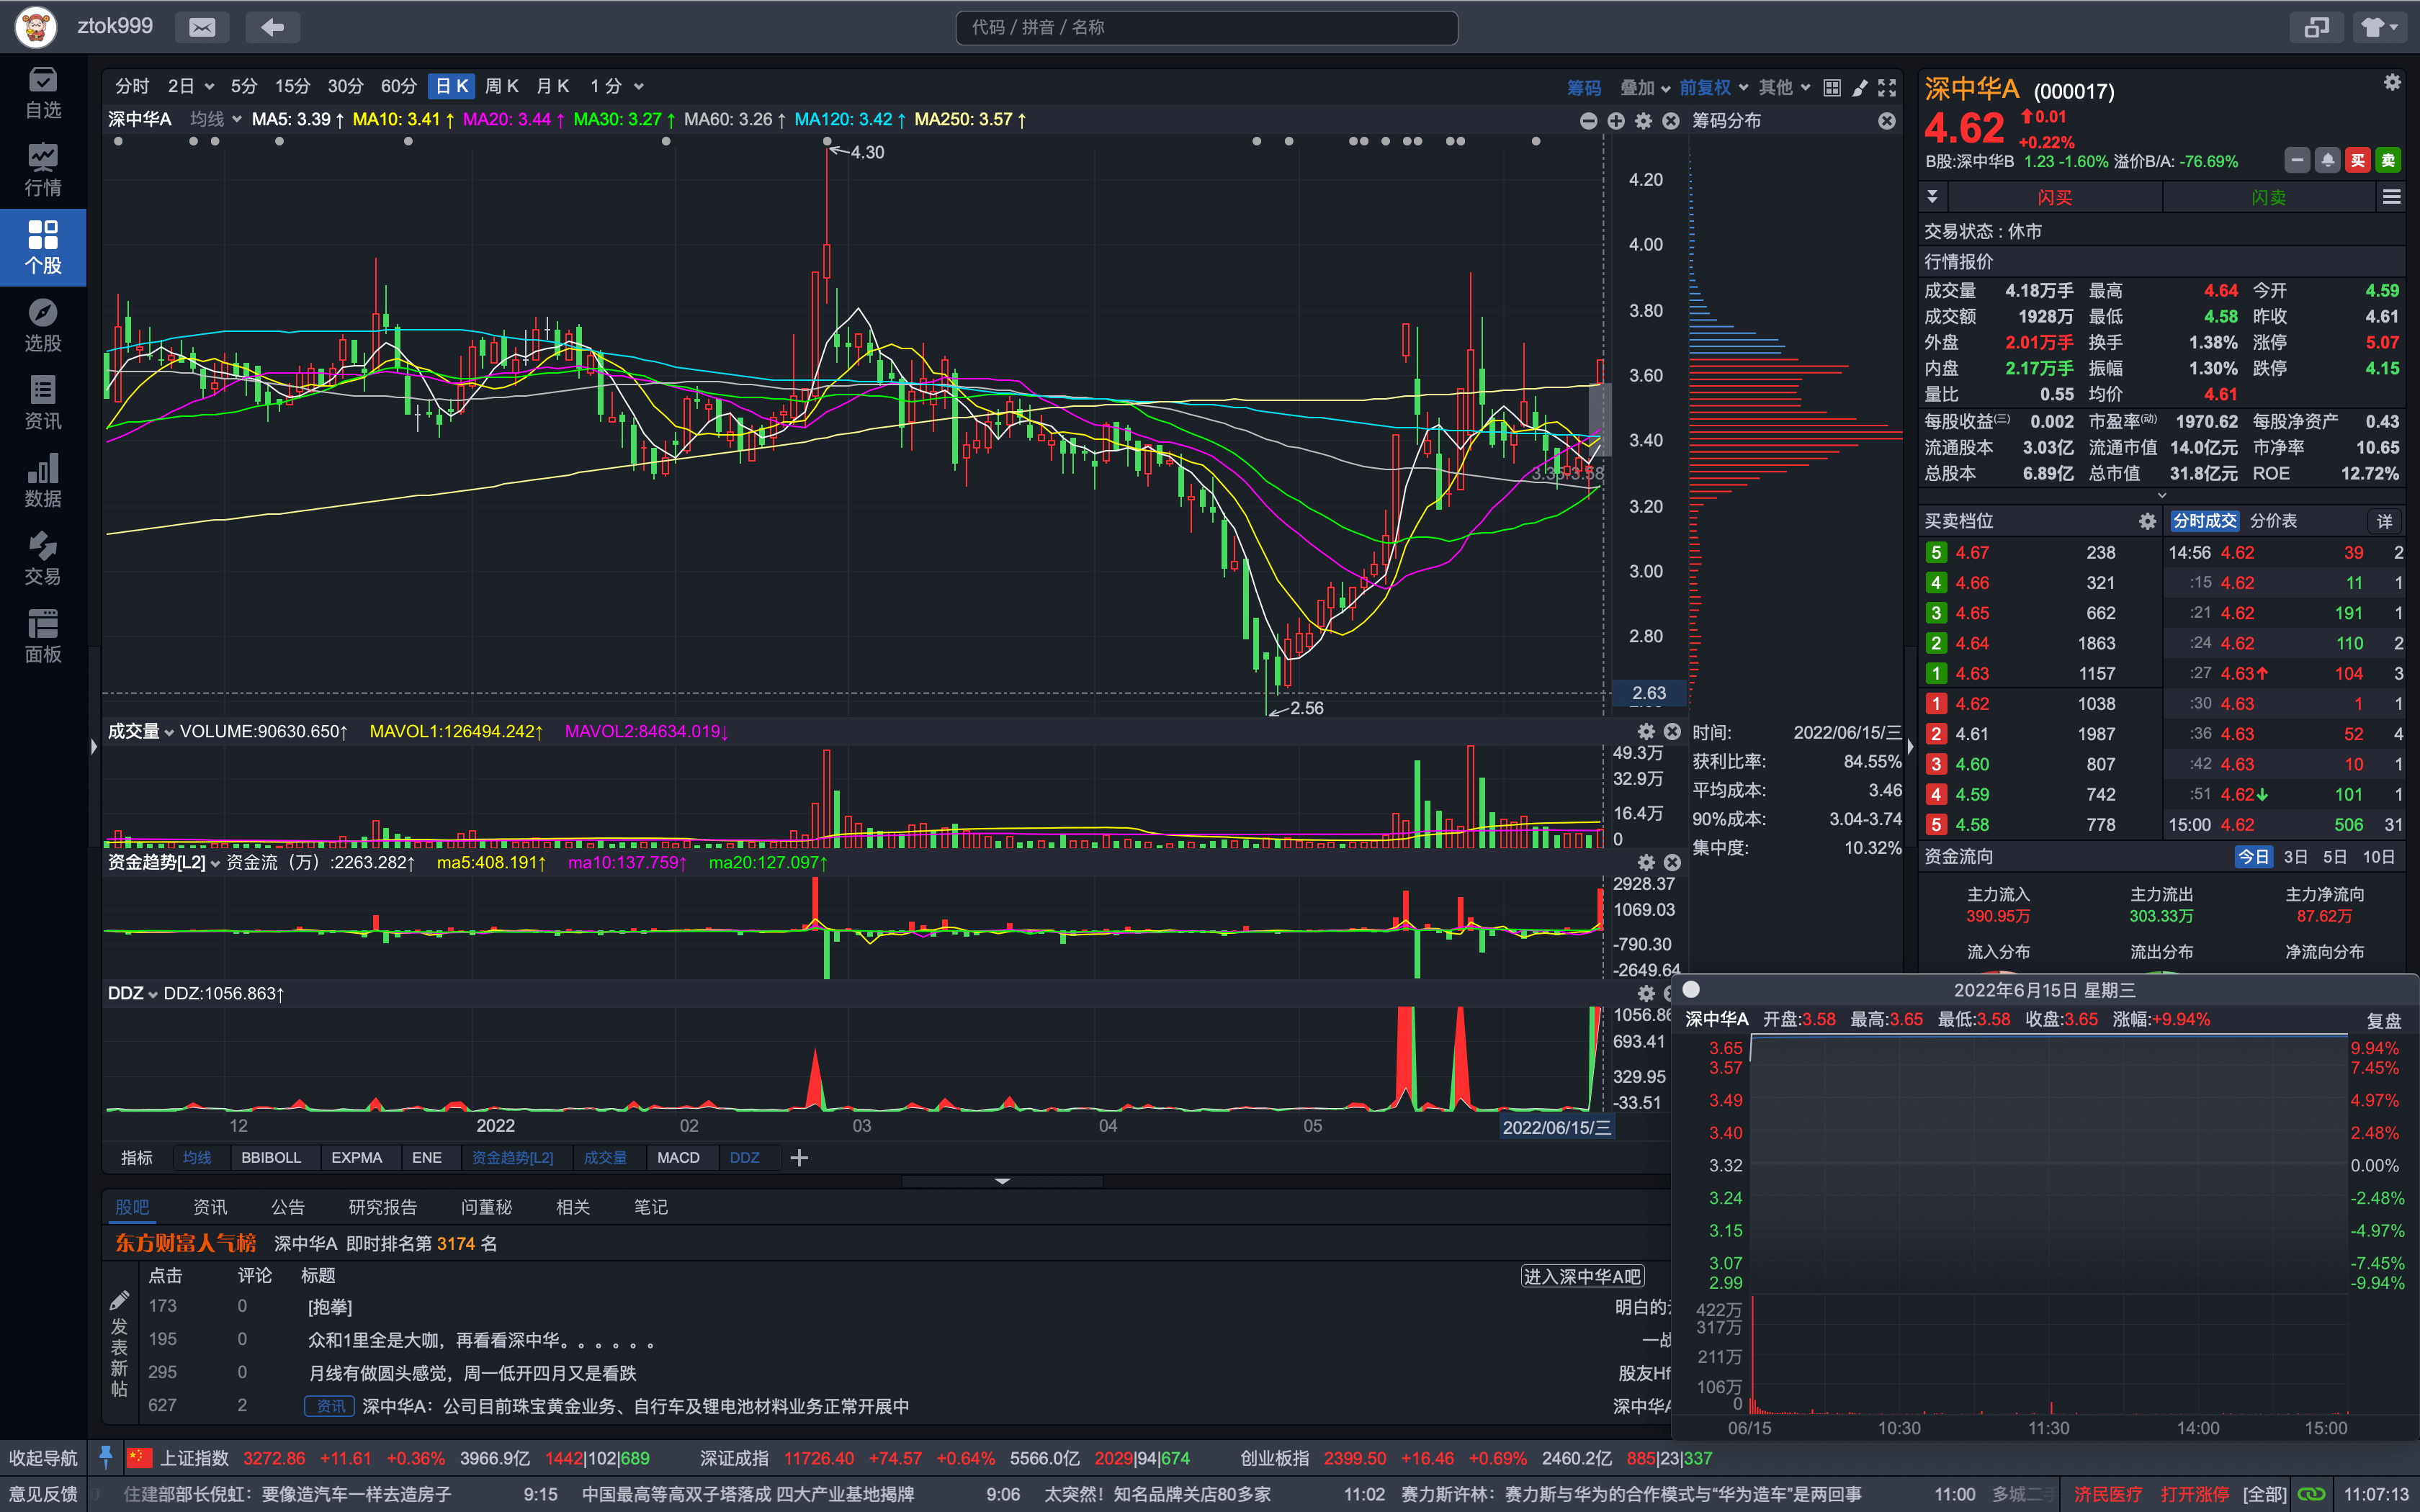 ztok999
代码 / 拼音 / 名称
自选
行情
个股
选股
资讯
数据
交易
面板
分时 2日 5分 15分 30分 60分 日K 周K 月K 1分
筹码 叠加 前复权 其他
深中华A 均线 MA5: 3.39↑ MA10: 3.41↑ MA20: 3.44↑ MA30: 3.27↑ MA60: 3.26↑ MA120: 3.42↑ MA250: 3.57↑
筹码分布
4.30
4.20
4.00
3.80
3.60
3.40
3.20
3.00
2.80
2.63
2.56
成交量 VOLUME:90630.650↑ MAVOL1:126494.242↑ MAVOL2:84634.019↓
49.3万
32.9万
16.4万
0
资金趋势[L2] 资金流（万）:2263.282↑ ma5:408.191↑ ma10:137.759↑ ma20:127.097↑
2928.37
1069.03
-790.30
-2649.64
DDZ DDZ:1056.863↑
1056.86
693.41
329.95
-33.51
12 2022 02 03 04 05 2022/06/15/三
时间: 2022/06/15/三
获利比率: 84.55%
平均成本: 3.46
90%成本: 3.04-3.74
集中度: 10.32%
指标 均线 BBIBOLL EXPMA ENE 资金趋势[L2] 成交量 MACD DDZ
股吧 资讯 公告 研究报告 问董秘 相关 笔记
东方财富人气榜 深中华A 即时排名第 3174 名
点击 评论 标题 进入深中华A吧
发表新帖
173 0 [抱拳] 明白的
195 0 众和1里全是大咖，再看看深中华。。。。。。 一战
295 0 月线有做圆头感觉，周一低开四月又是看跌 股友Hf
627 2 资讯 深中华A：公司目前珠宝黄金业务、自行车及锂电池材料业务正常开展中 深中华A
深中华A (000017)
4.62 0.01
+0.22%
B股:深中华B 1.23 -1.60% 溢价B/A: -76.69% 买 卖
闪买 闪卖
交易状态 : 休市
行情报价
成交量 4.18万手 最高 4.64 今开 4.59
成交额 1928万 最低 4.58 昨收 4.61
外盘 2.01万手 换手 1.38% 涨停 5.07
内盘 2.17万手 振幅 1.30% 跌停 4.15
量比 0.55 均价 4.61
每股收益(三) 0.002 市盈率(动) 1970.62 每股净资产 0.43
流通股本 3.03亿 流通市值 14.0亿元 市净率 10.65
总股本 6.89亿 总市值 31.8亿元 ROE 12.72%
买卖档位 分时成交 分价表 详
5 4.67 238 14:56 4.62 39 2
4 4.66 321 :15 4.62 11 1
3 4.65 662 :21 4.62 191 1
2 4.64 1863 :24 4.62 110 2
1 4.63 1157 :27 4.63↑ 104 3
1 4.62 1038 :30 4.63 1 1
2 4.61 1987 :36 4.63 52 4
3 4.60 807 :42 4.63 10 1
4 4.59 742 :51 4.62↓ 101 1
5 4.58 778 15:00 4.62 506 31
资金流向 今日 3日 5日 10日
主力流入 主力流出 主力净流向
390.95万 303.33万 87.62万
流入分布 流出分布 净流向分布
2022年6月15日 星期三
深中华A 开盘:3.58 最高:3.65 最低:3.58 收盘:3.65 涨幅:+9.94% 复盘
3.65 9.94%
3.57 7.45%
3.49 4.97%
3.40 2.48%
3.32 0.00%
3.24 -2.48%
3.15 -4.97%
3.07 -7.45%
2.99 -9.94%
422万
317万
211万
106万
0
06/15 10:30 11:30 14:00 15:00
收起导航 上证指数 3272.86 +11.61 +0.36% 3966.9亿 1442|102|689 深证成指 11726.40 +74.57 +0.64% 5566.0亿 2029|94|674 创业板指 2399.50 +16.46 +0.69% 2460.2亿 885|23|337
意见反馈 住建部部长倪虹：要像造汽车一样去造房子 9:15 中国最高等高双子塔落成 四大产业基地揭牌 9:06 太突然！知名品牌关店80多家 11:02 赛力斯许林：赛力斯与华为的合作模式与“华为造车”是两回事 11:00 多城二手 济民医疗 打开涨停 [全部] 11:07:13